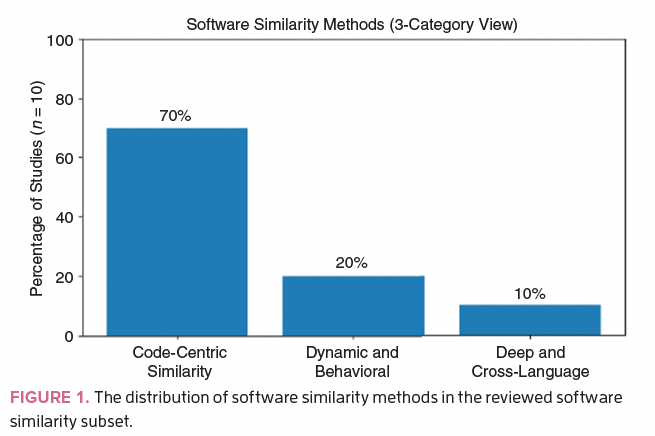 Software Similarity Methods (3-Category View)
Percentage of Studies (n = 10)
100
80
60
40
20
0
70%
20%
10%
Code-Centric
Similarity
Dynamic and
Behavioral
Deep and
Cross-Language
FIGURE 1. The distribution of software similarity methods in the reviewed software
similarity subset.